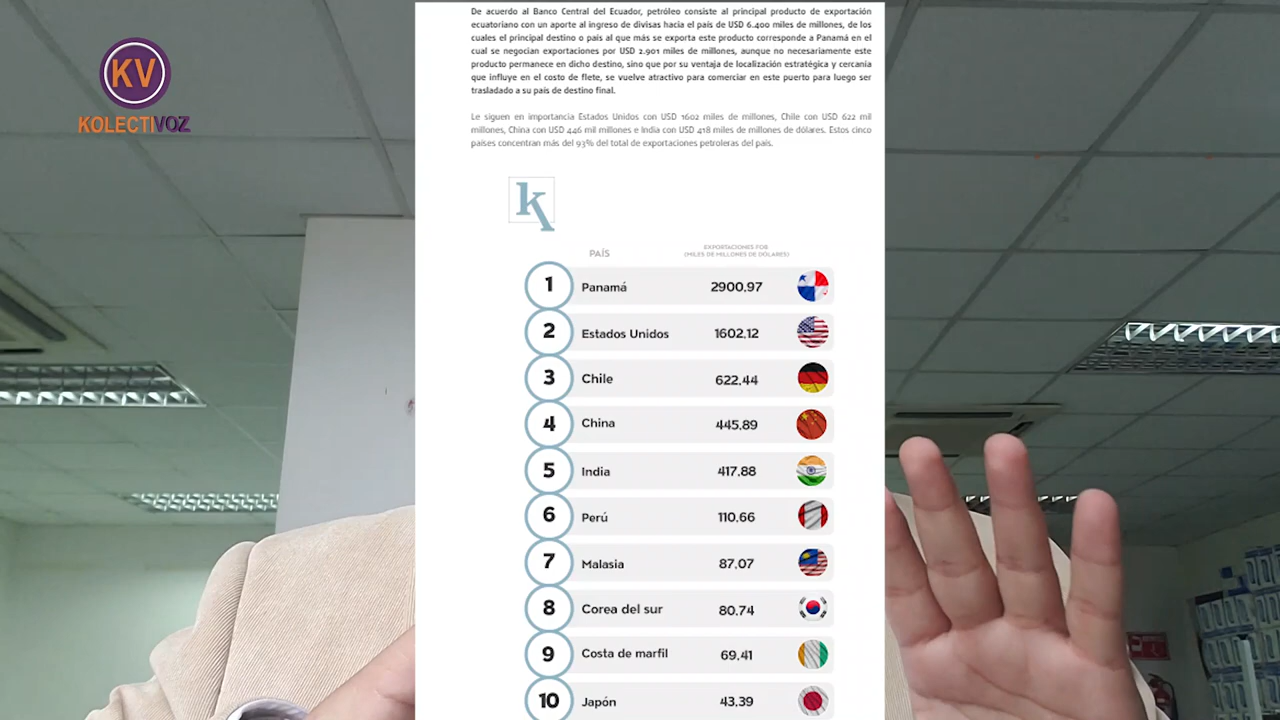 De acuerdo al Banco Central del Ecuador, petróleo consiste al principal producto de exportación
ecuatoriano con un aporte al ingreso de divisas hacia el país de USD 6.400 miles de millones, de los
cuales el principal destino o país al que más se exporta este producto corresponde a Panamá en el
cual se negocian exportaciones por USD 2.901 miles de millones, aunque no necesariamente este
producto permanece en dicho destino, sino que por su ventaja de localización estratégica y cercanía
que influye en el costo de flete, se vuelve atractivo para comerciar en este puerto para luego ser
trasladado a su país de destino final.
Le siguen en importancia Estados Unidos con USD 1602 miles de millones, Chile con USD 622 mil
millones, China con USD 446 mil millones e India con USD 418 miles de millones de dólares. Estos cinco
países concentran más del 93% del total de exportaciones petroleras del país.
KV
KOLECTIVOZ
k
PAÍS EXPORTACIONES FOB
(MILES DE MILLONES DE DÓLARES)
1 Panamá 2900,97
2 Estados Unidos 1602,12
3 Chile 622,44
4 China 445,89
5 India 417,88
6 Perú 110,66
7 Malasia 87,07
8 Corea del sur 80,74
9 Costa de marfil 69,41
10 Japón 43,39